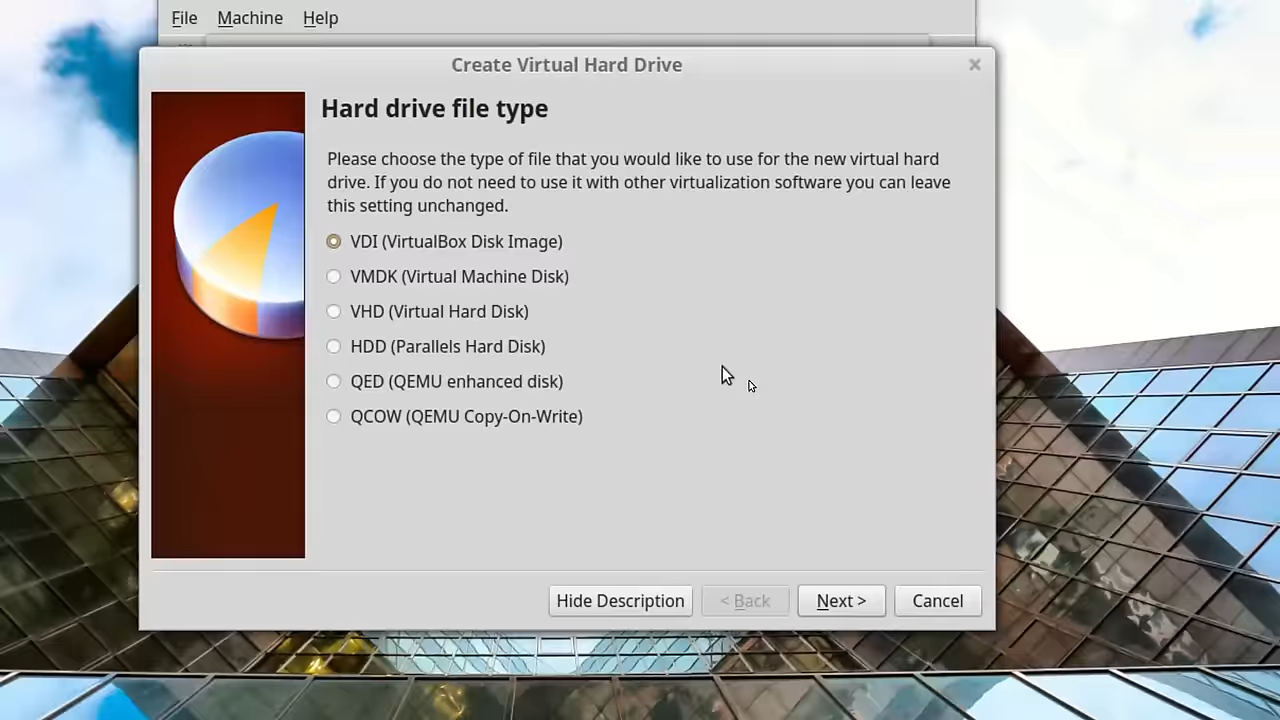 File Machine Help
Create Virtual Hard Drive
Hard drive file type
Please choose the type of file that you would like to use for the new virtual hard
drive. If you do not need to use it with other virtualization software you can leave
this setting unchanged.
VDI (VirtualBox Disk Image)
VMDK (Virtual Machine Disk)
VHD (Virtual Hard Disk)
HDD (Parallels Hard Disk)
QED (QEMU enhanced disk)
QCOW (QEMU Copy-On-Write)
Hide Description < Back Next > Cancel